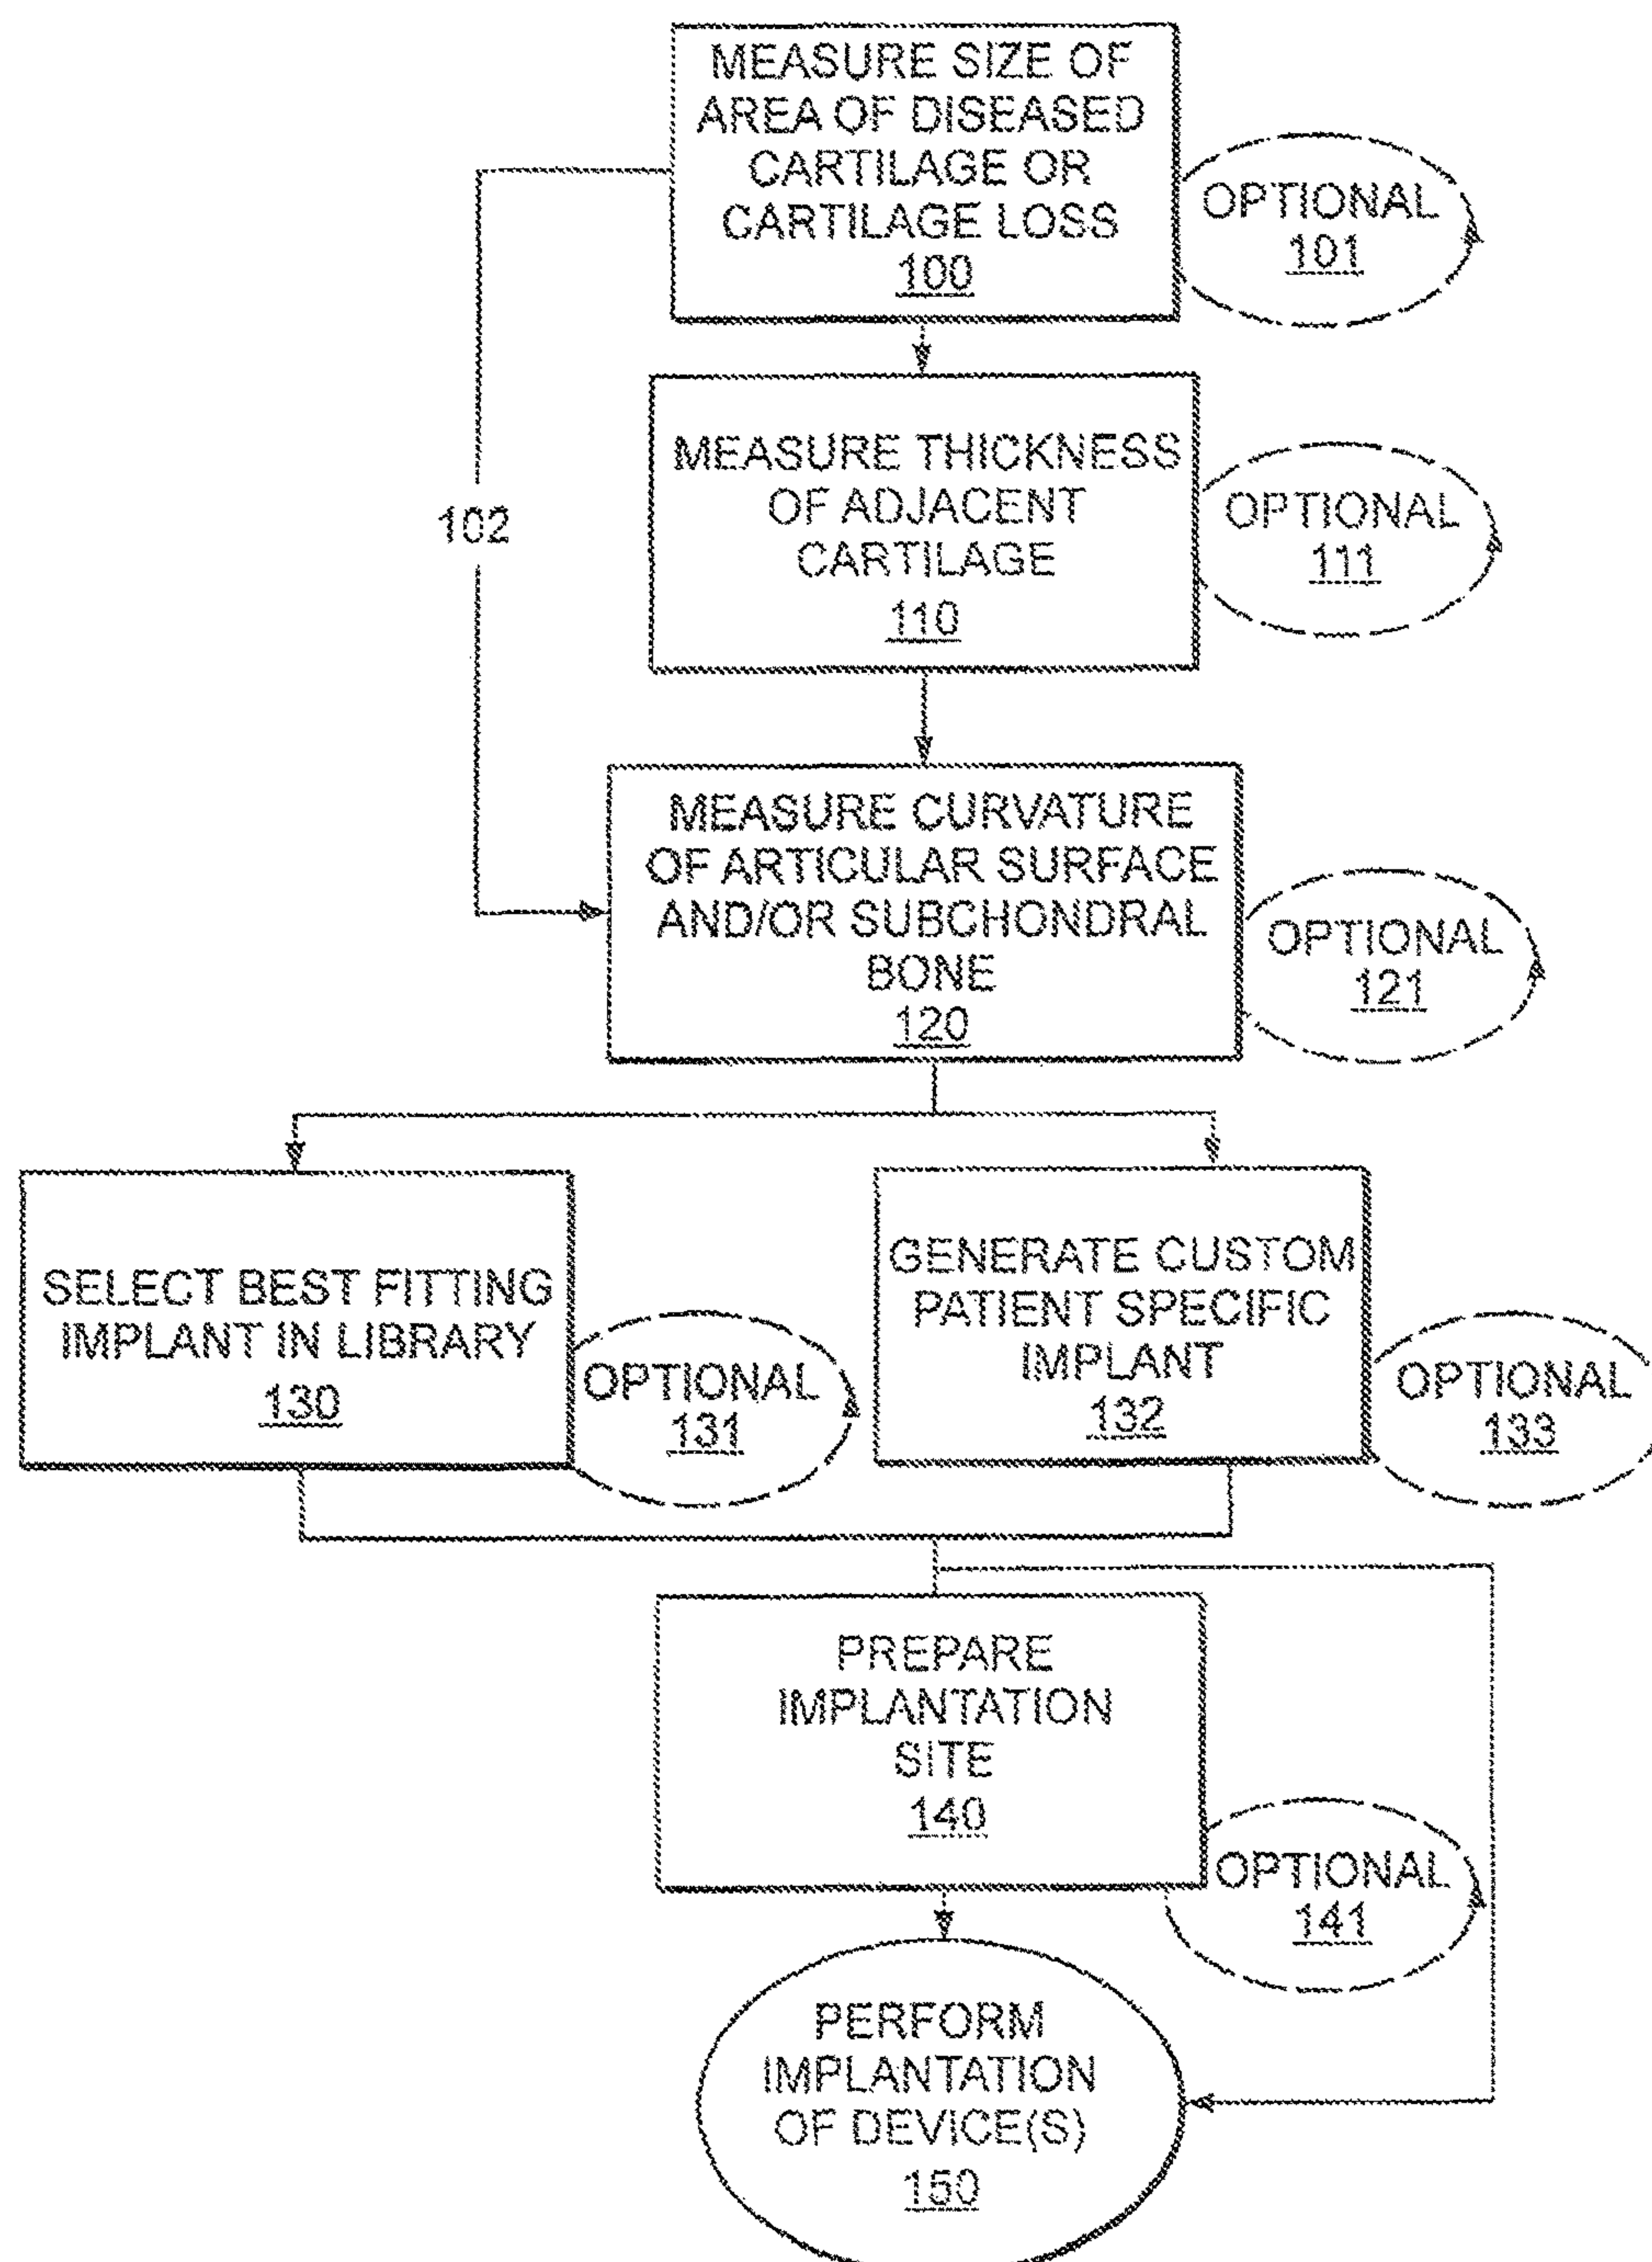 MEASURE SIZE OF
AREA OF DISEASED
CARTILAGE OR
CARTILAGE LOSS
100
OPTIONAL
101
102
MEASURE THICKNESS
OF ADJACENT
CARTILAGE
110
OPTIONAL
111
MEASURE CURVATURE
OF ARTICULAR SURFACE
AND/OR SUBCHONDRAL
BONE
120
OPTIONAL
121
SELECT BEST FITTING
IMPLANT IN LIBRARY
130
OPTIONAL
131
GENERATE CUSTOM
PATIENT SPECIFIC
IMPLANT
132
OPTIONAL
133
PREPARE
IMPLANTATION
SITE
140
OPTIONAL
141
PERFORM
IMPLANTATION
OF DEVICE(S)
150